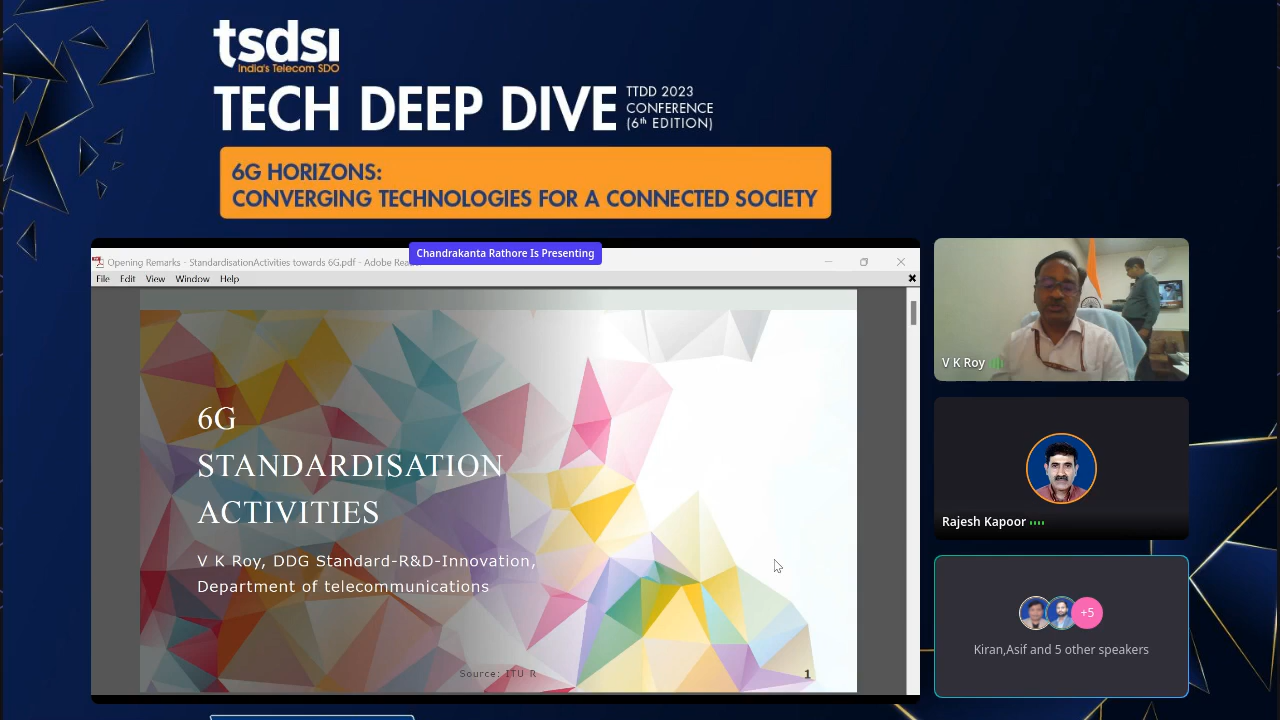 tsdsi
India's Telecom SDO
TECH DEEP DIVE
TTDD 2023
CONFERENCE
(6th EDITION)
6G HORIZONS:
CONVERGING TECHNOLOGIES FOR A CONNECTED SOCIETY
Chandrakanta Rathore Is Presenting
Opening Remarks - StandardisationActivities towards 6G.pdf - Adobe
File Edit View Window Help
6G
STANDARDISATION
ACTIVITIES
V K Roy, DDG Standard-R&D-Innovation,
Department of telecommunications
Source: ITU R
1
V K Roy
Rajesh Kapoor
+5
Kiran,Asif and 5 other speakers